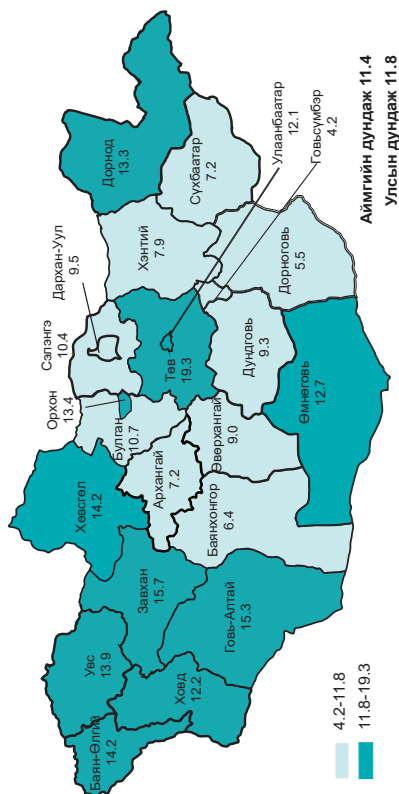 Баян-Өлгий
14.2
Увс
13.9
Ховд
12.2
Завхан
15.7
Говь-Алтай
15.3
Хөвсгөл
14.2
Орхон
13.4
Булган
10.7
Архангай
7.2
Баянхонгор
6.4
Өвөрхангай
9.0
Сэлэнгэ
10.4
Дархан-Уул
9.5
Төв
19.3
Дундговь
9.3
Өмнөговь
12.7
Хэнтий
7.9
Дорнод
13.3
Сүхбаатар
7.2
Дорноговь
5.5
Улаанбаатар
12.1
Говьсүмбэр
4.2
4.2-11.8
11.8-19.3
Аймгийн дундаж 11.4
Улсын дундаж 11.8